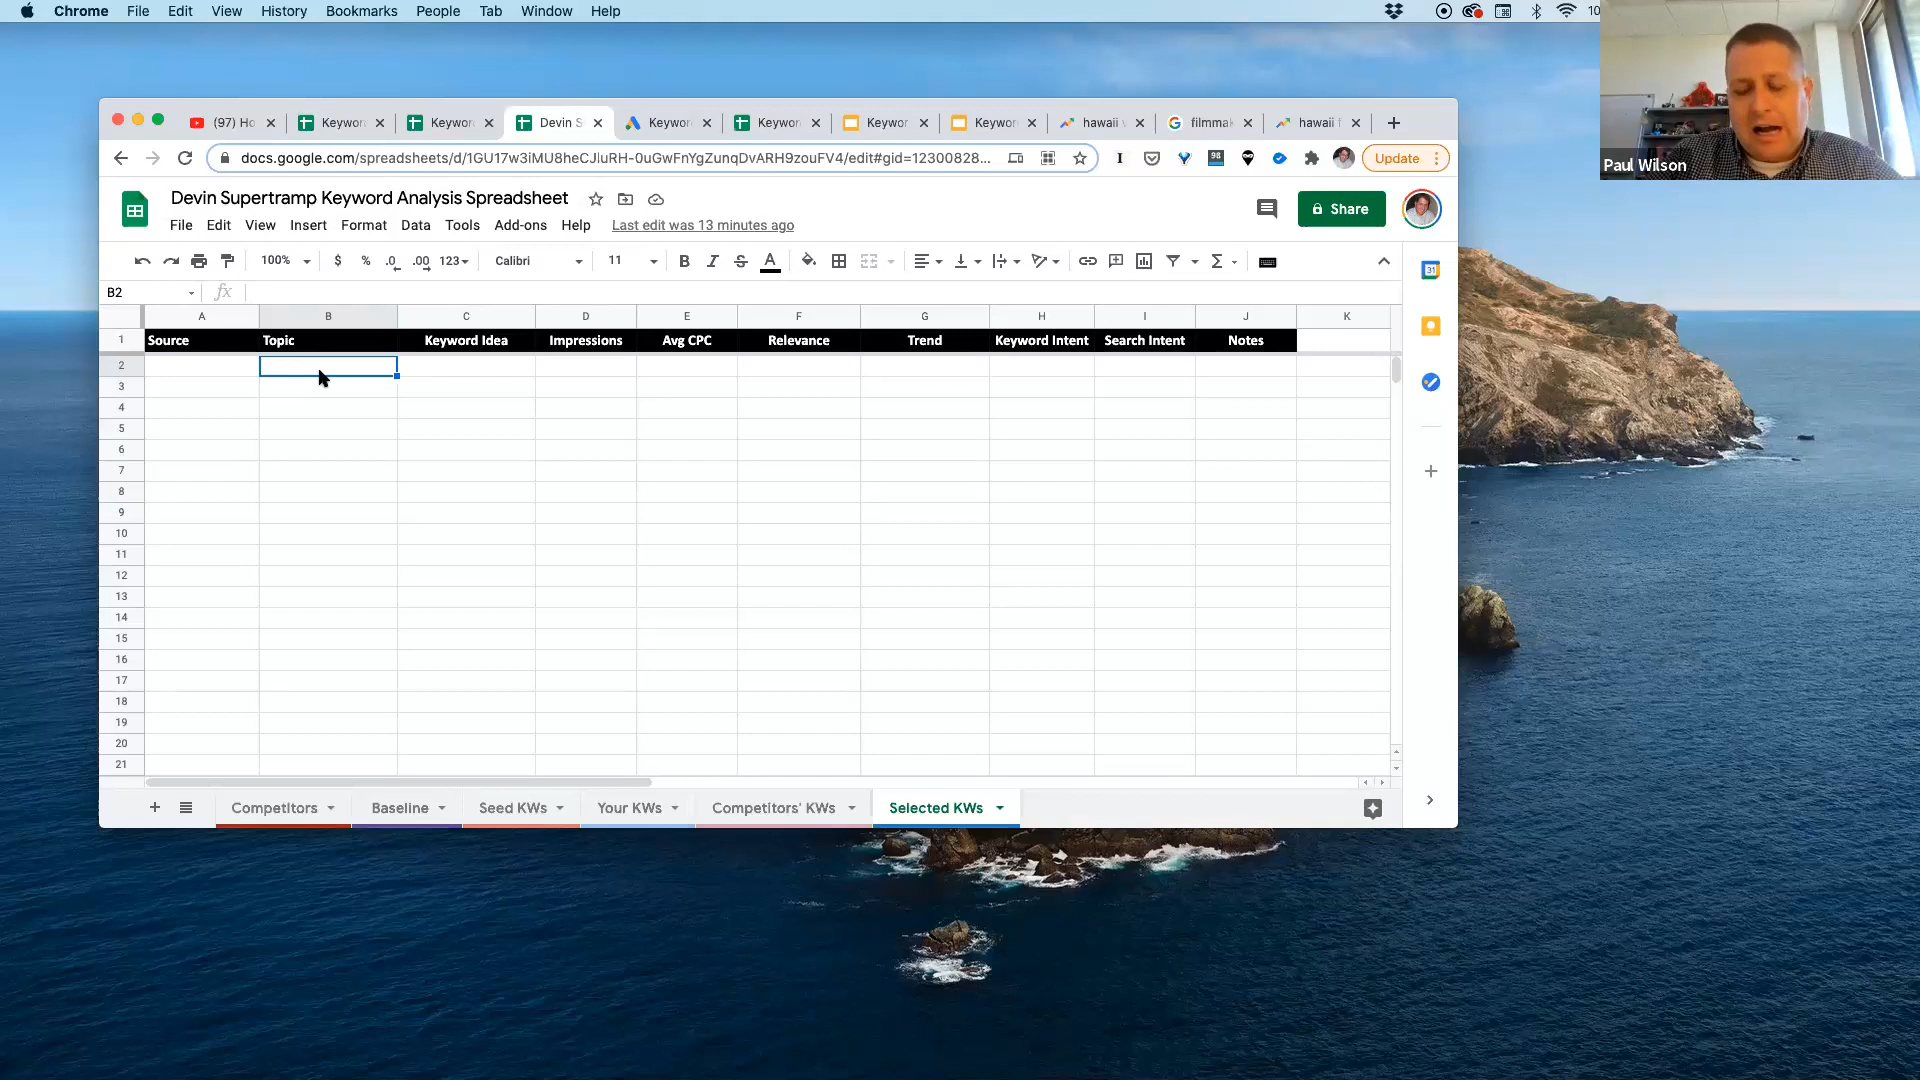 Chrome File Edit View History Bookmarks People Tab Window Help 10
(97) Ho Keywor Keywor Devin S Keywor Keywor Keywor Keywor hawaii filmmak hawaii f
docs.google.com/spreadsheets/d/1GU17w3iMU8heCJluRH-0uGwFnYgZunqDvARH9zouFV4/edit#gid=12300828... 98 Update
Paul Wilson
Devin Supertramp Keyword Analysis Spreadsheet
Share
File Edit View Insert Format Data Tools Add-ons Help Last edit was 13 minutes ago
100% $ % .0 .00 123 Calibri 11 B I S A
31
B2 fx
A B C D E F G H I J K
1 Source Topic Keyword Idea Impressions Avg CPC Relevance Trend Keyword Intent Search Intent Notes
2
3
4
5
6
7
8
9
10
11
12
13
14
15
16
17
18
19
20
21
Competitors Baseline Seed KWs Your KWs Competitors' KWs Selected KWs